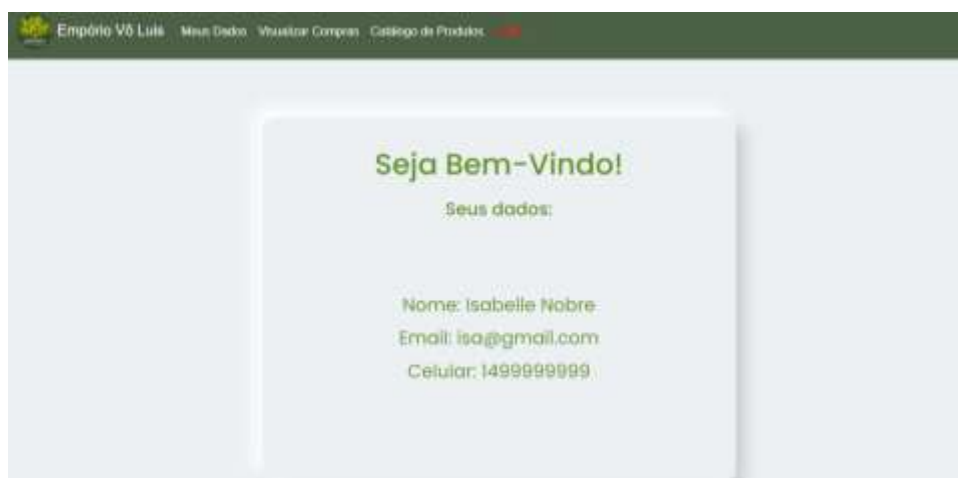 Empório Vô Luis Meus Dados Visualizar Compras Catálogo de Produtos
Seja Bem-Vindo!
Seus dados:
Nome: Isabelle Nobre
Email: isa@gmail.com
Celular: 1499999999